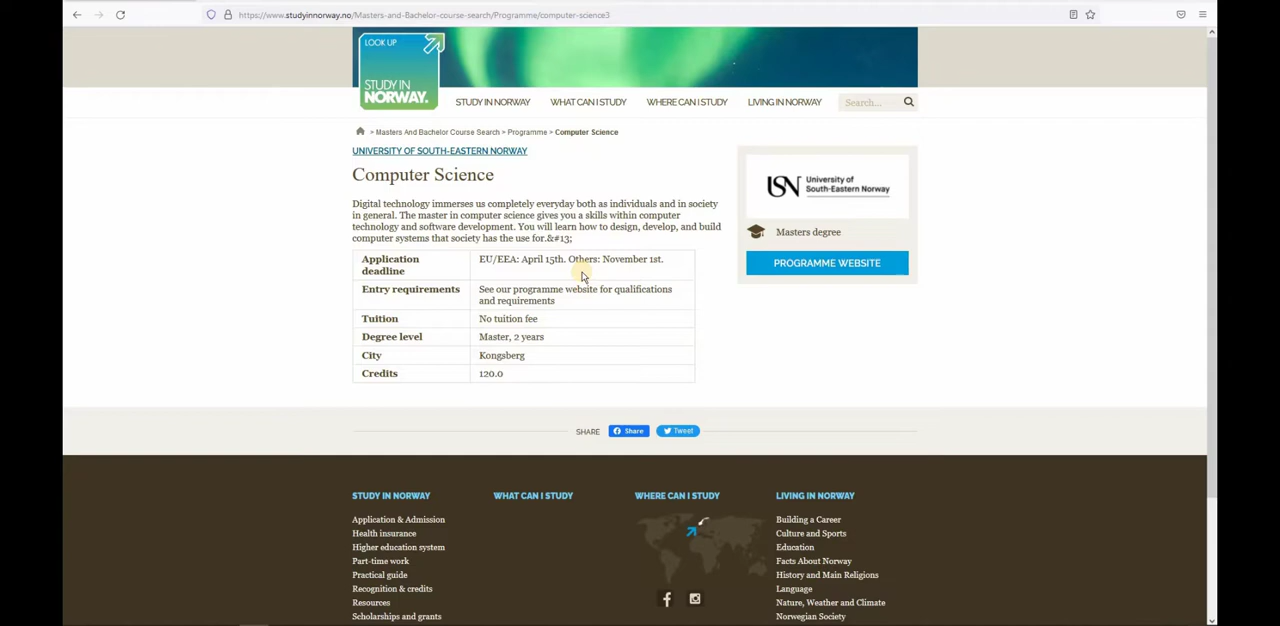 https://www.studyinnorway.no/Masters-and-Bachelor-course-search/Programme/computer-science3
LOOK UP
STUDY IN
NORWAY.
STUDY IN NORWAY
WHAT CAN I STUDY
WHERE CAN I STUDY
LIVING IN NORWAY
Search...
> Masters And Bachelor Course Search > Programme > Computer Science
UNIVERSITY OF SOUTH-EASTERN NORWAY
Computer Science
Digital technology immerses us completely everyday both as individuals and in society
in general. The master in computer science gives you a skills within computer
technology and software development. You will learn how to design, develop, and build
computer systems that society has the use for.&#13;
Application deadline
EU/EEA: April 15th. Others: November 1st.
Entry requirements
See our programme website for qualifications
and requirements
Tuition
No tuition fee
Degree level
Master, 2 years
City
Kongsberg
Credits
120.0
USN University of
South-Eastern Norway
Masters degree
PROGRAMME WEBSITE
SHARE
Share
Tweet
STUDY IN NORWAY
Application & Admission
Health insurance
Higher education system
Part-time work
Practical guide
Recognition & credits
Resources
Scholarships and grants
WHAT CAN I STUDY
WHERE CAN I STUDY
LIVING IN NORWAY
Building a Career
Culture and Sports
Education
Facts About Norway
History and Main Religions
Language
Nature, Weather and Climate
Norwegian Society